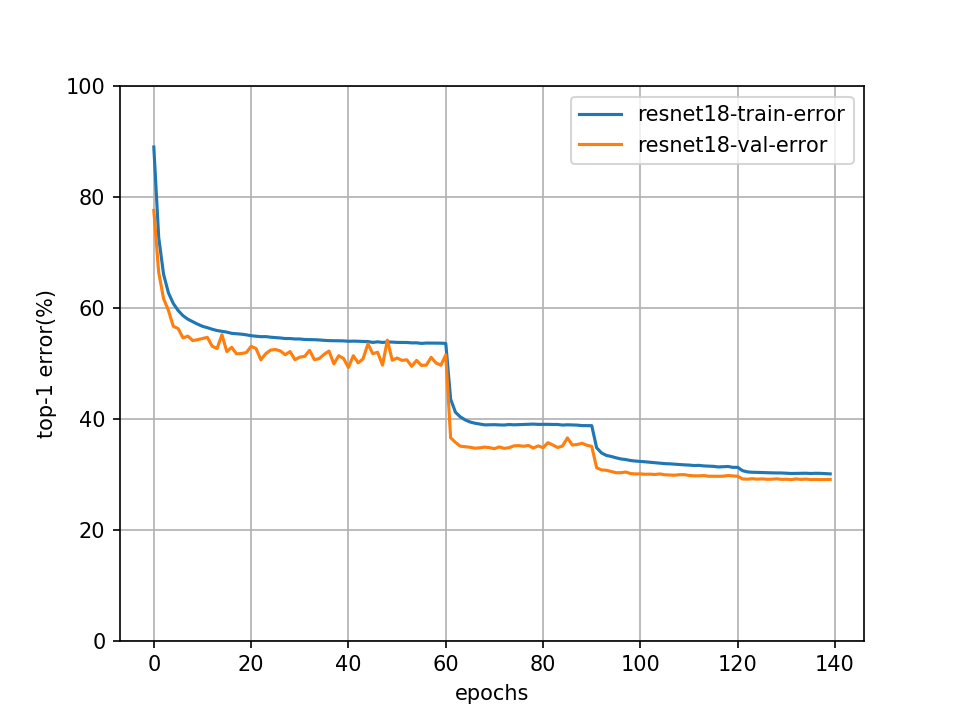 resnet18-train-error
resnet18-val-error
top-1 error(%)
100
80
60
40
20
0
0 20 40 60 80 100 120 140
epochs